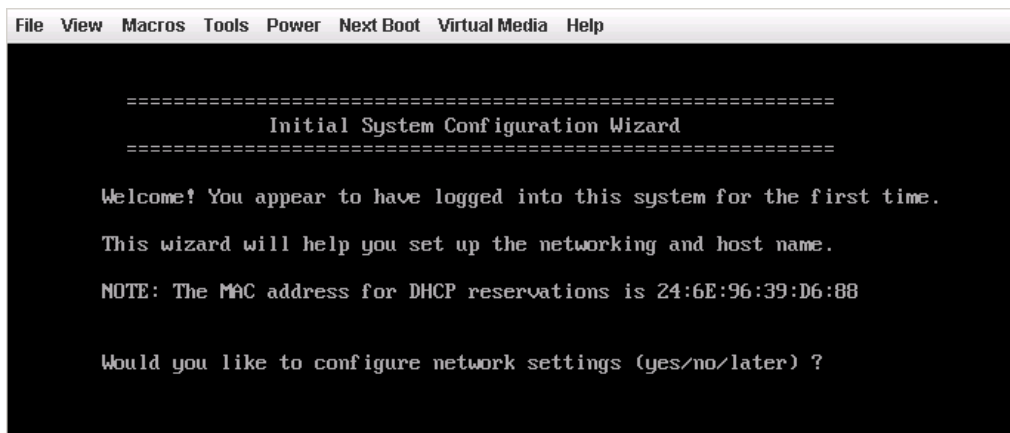 File View Macros Tools Power Next Boot Virtual Media Help
============================================================
Initial System Configuration Wizard
============================================================
Welcome! You appear to have logged into this system for the first time.
This wizard will help you set up the networking and host name.
NOTE: The MAC address for DHCP reservations is 24:6E:96:39:D6:88
Would you like to configure network settings (yes/no/later) ?